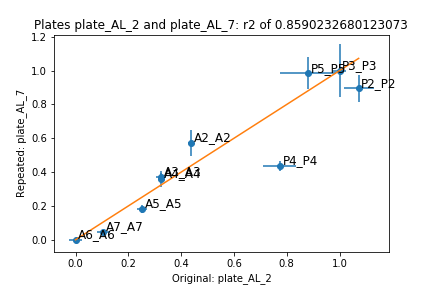 Plates plate_AL_2 and plate_AL_7: r2 of 0.8590232680123073
1.2
1.0
0.8
0.6
0.4
0.2
0.0
Repeated: plate_AL_7
P5_P5
P3_P3
P2_P2
A2_A2
P4_P4
A3_A3
A4_A4
A5_A5
A7_A7
A6_A6
0.0 0.2 0.4 0.6 0.8 1.0
Original: plate_AL_2